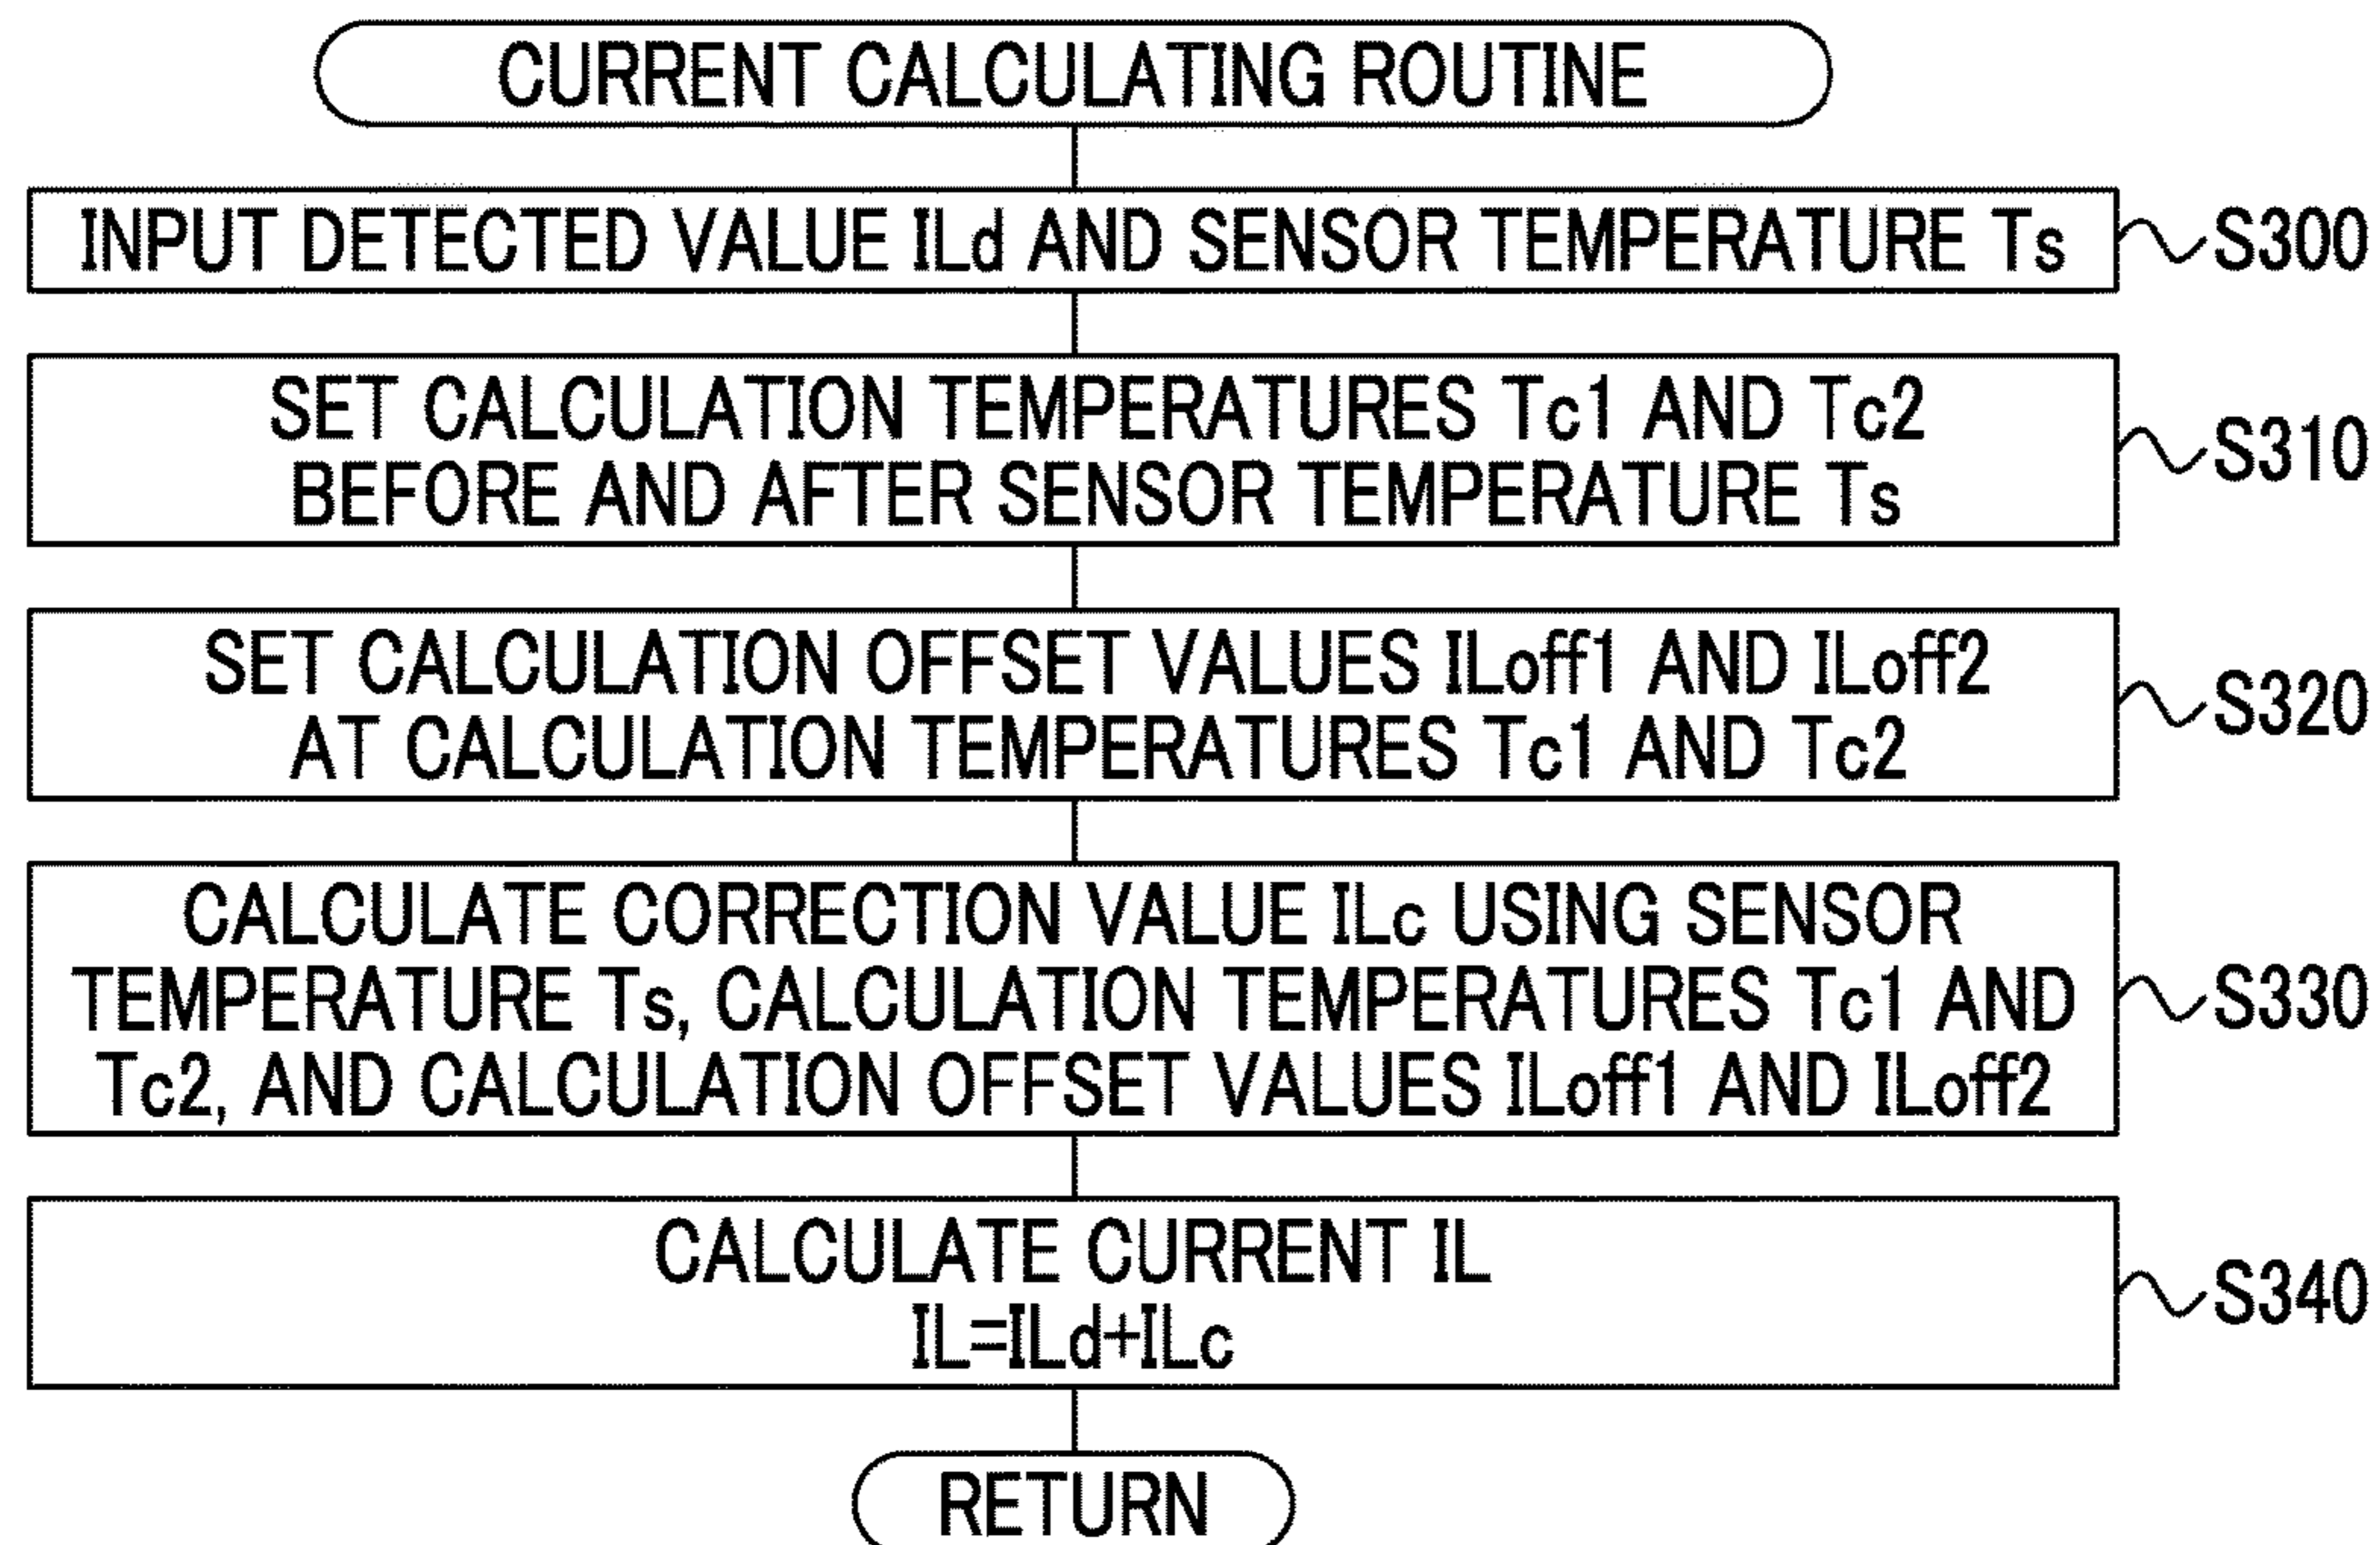 CURRENT CALCULATING ROUTINE
INPUT DETECTED VALUE ILd AND SENSOR TEMPERATURE Ts
S300
SET CALCULATION TEMPERATURES Tc1 AND Tc2
BEFORE AND AFTER SENSOR TEMPERATURE Ts
S310
SET CALCULATION OFFSET VALUES ILoff1 AND ILoff2
AT CALCULATION TEMPERATURES Tc1 AND Tc2
S320
CALCULATE CORRECTION VALUE ILc USING SENSOR
TEMPERATURE Ts, CALCULATION TEMPERATURES Tc1 AND
Tc2, AND CALCULATION OFFSET VALUES ILoff1 AND ILoff2
S330
CALCULATE CURRENT IL
IL=ILd+ILc
S340
RETURN